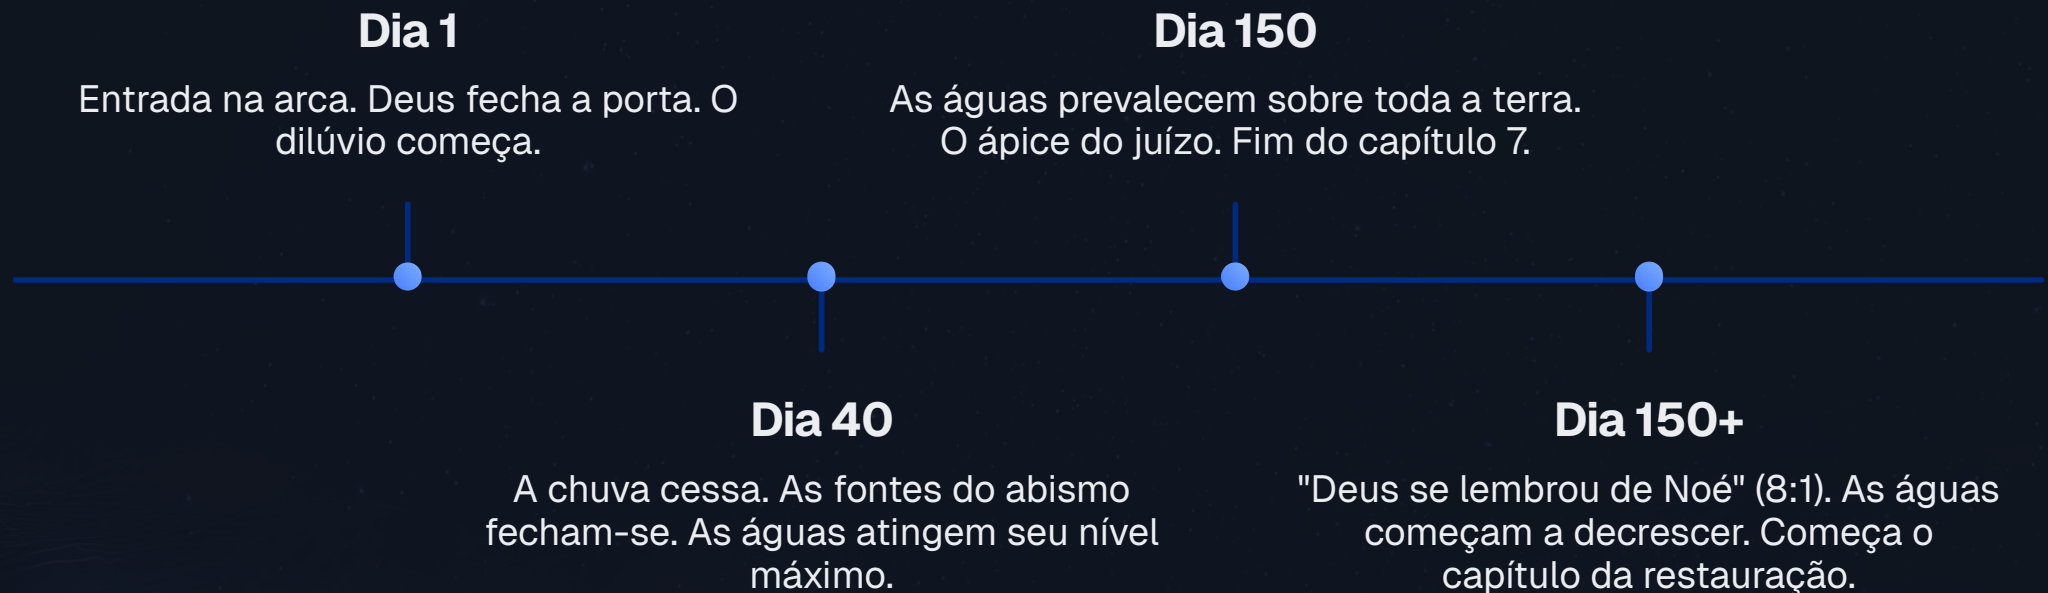 Dia 1
Entrada na arca. Deus fecha a porta. O
dilúvio começa.
Dia 40
A chuva cessa. As fontes do abismo
fecham-se. As águas atingem seu nível
máximo.
Dia 150
As águas prevalecem sobre toda a terra.
O ápice do juízo. Fim do capítulo 7.
Dia 150+
"Deus se lembrou de Noé" (8:1). As águas
começam a decrescer. Começa o
capítulo da restauração.